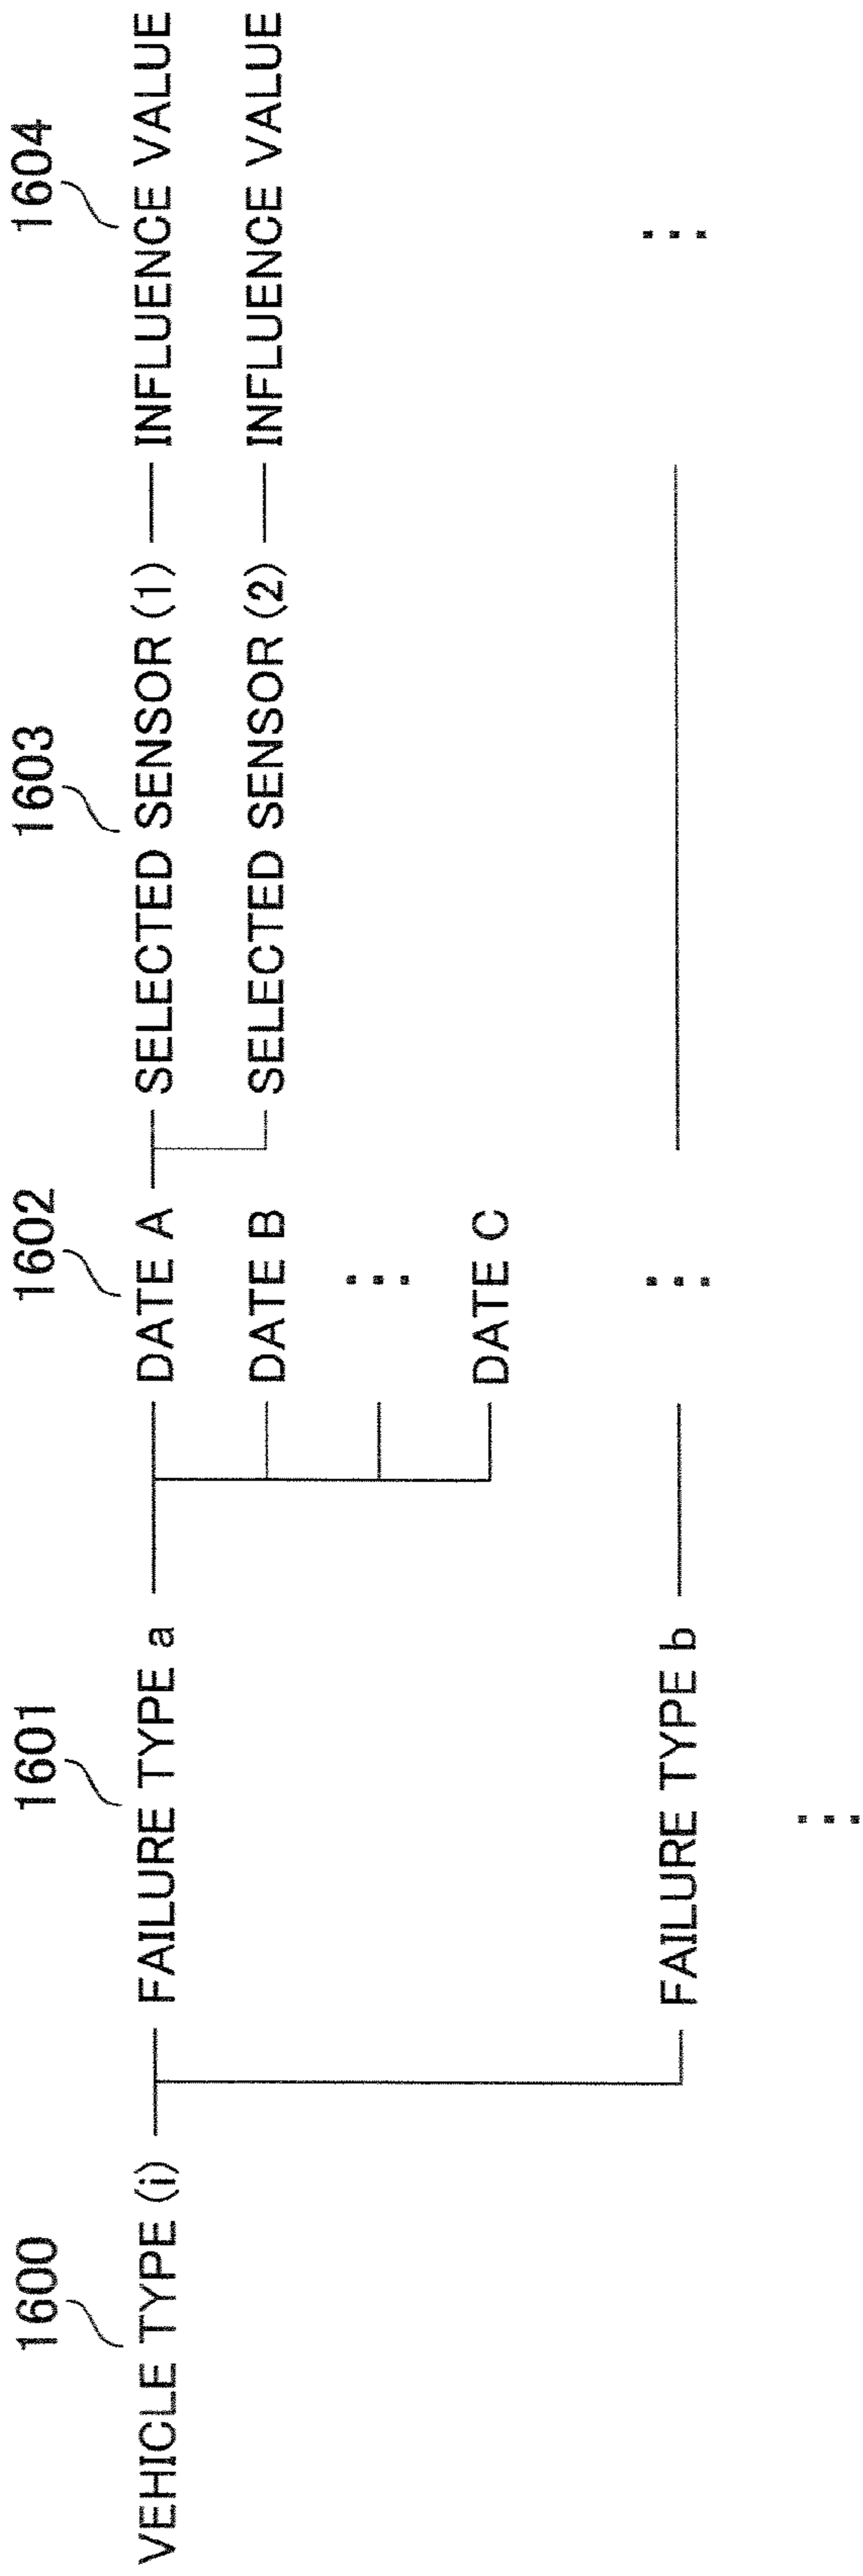 1600 1601 1602 1603 1604
VEHICLE TYPE (i) FAILURE TYPE a DATE A SELECTED SENSOR (1) INFLUENCE VALUE
DATE B SELECTED SENSOR (2) INFLUENCE VALUE
DATE C
FAILURE TYPE b